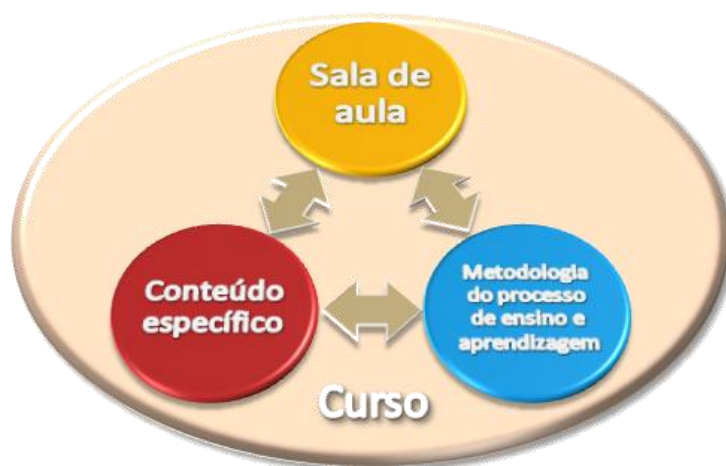 Sala de
aula
Conteúdo
específico
Metodologia
do processo
de ensino e
aprendizagem
Curso